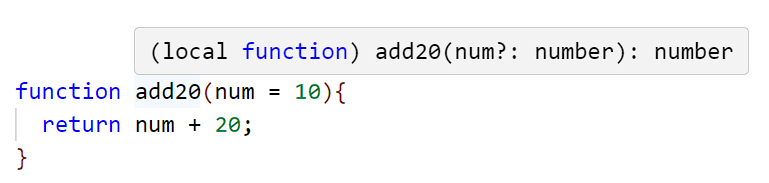 (local function) add20(num?: number): number
function add20(num = 10){
  return num + 20;
}